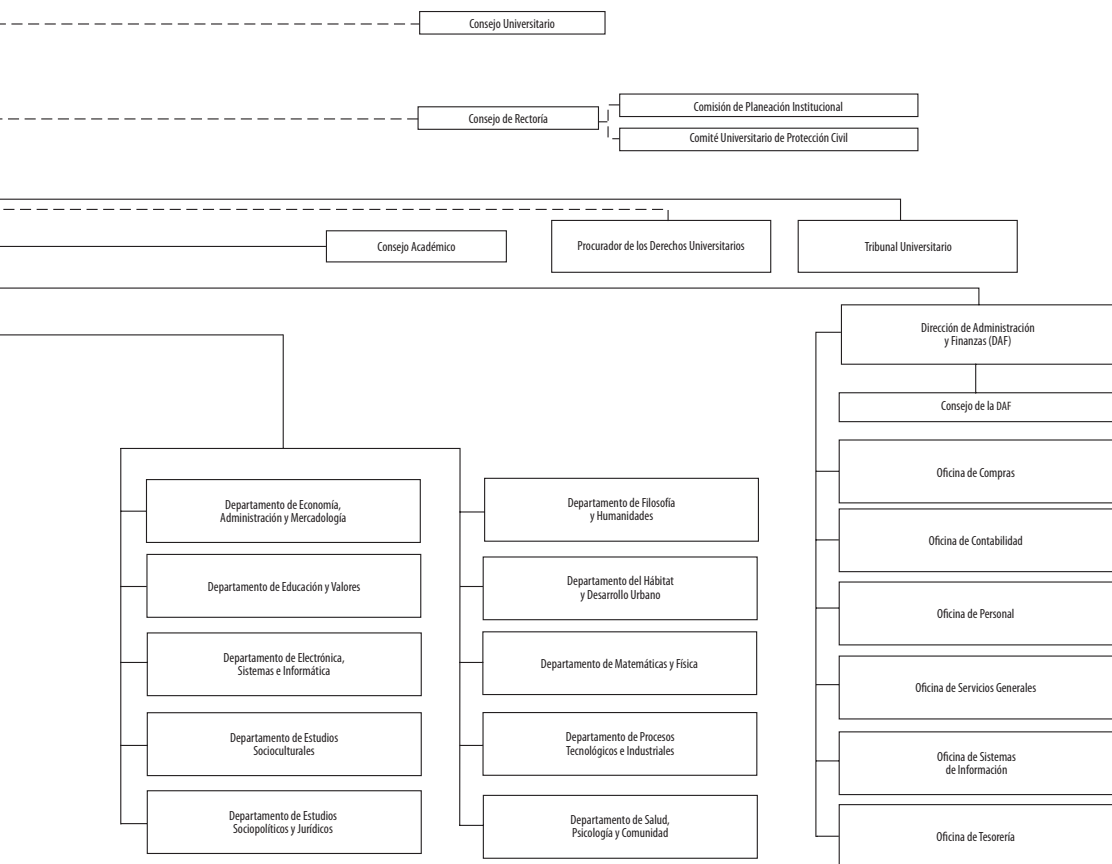 Consejo Universitario
Consejo de Rectoría
Comisión de Planeación Institucional
Comité Universitario de Protección Civil
Consejo Académico
Procurador de los Derechos Universitarios
Tribunal Universitario
Dirección de Administración
y Finanzas (DAF)
Consejo de la DAF
Oficina de Compras
Oficina de Contabilidad
Oficina de Personal
Oficina de Servicios Generales
Oficina de Sistemas
de Información
Oficina de Tesorería
Departamento de Economía,
Administración y Mercadología
Departamento de Educación y Valores
Departamento de Electrónica,
Sistemas e Informática
Departamento de Estudios
Socioculturales
Departamento de Estudios
Sociopolíticos y Jurídicos
Departamento de Filosofía
y Humanidades
Departamento del Hábitat
y Desarrollo Urbano
Departamento de Matemáticas y Física
Departamento de Procesos
Tecnológicos e Industriales
Departamento de Salud,
Psicología y Comunidad